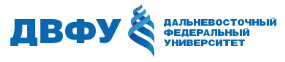 ДВФУ
ДАЛЬНЕВОСТОЧНЫЙ
ФЕДЕРАЛЬНЫЙ
УНИВЕРСИТЕТ